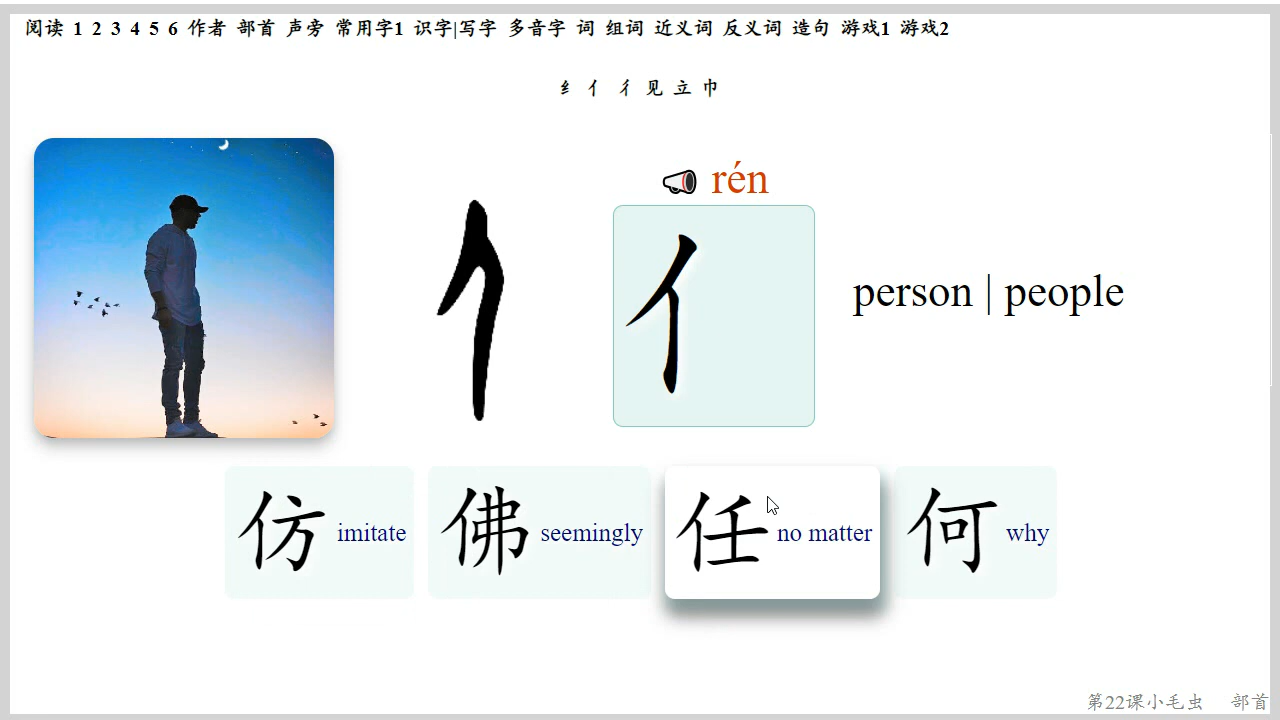 阅读 1 2 3 4 5 6 作者 部首 声旁 常用字1 识字|写字 多音字 词 组词 近义词 反义词 造句 游戏1 游戏2
纟 亻 彳 见 立 巾
rén
亻 person | people
仿 imitate 佛 seemingly 任 no matter 何 why
第22课小毛虫 部首